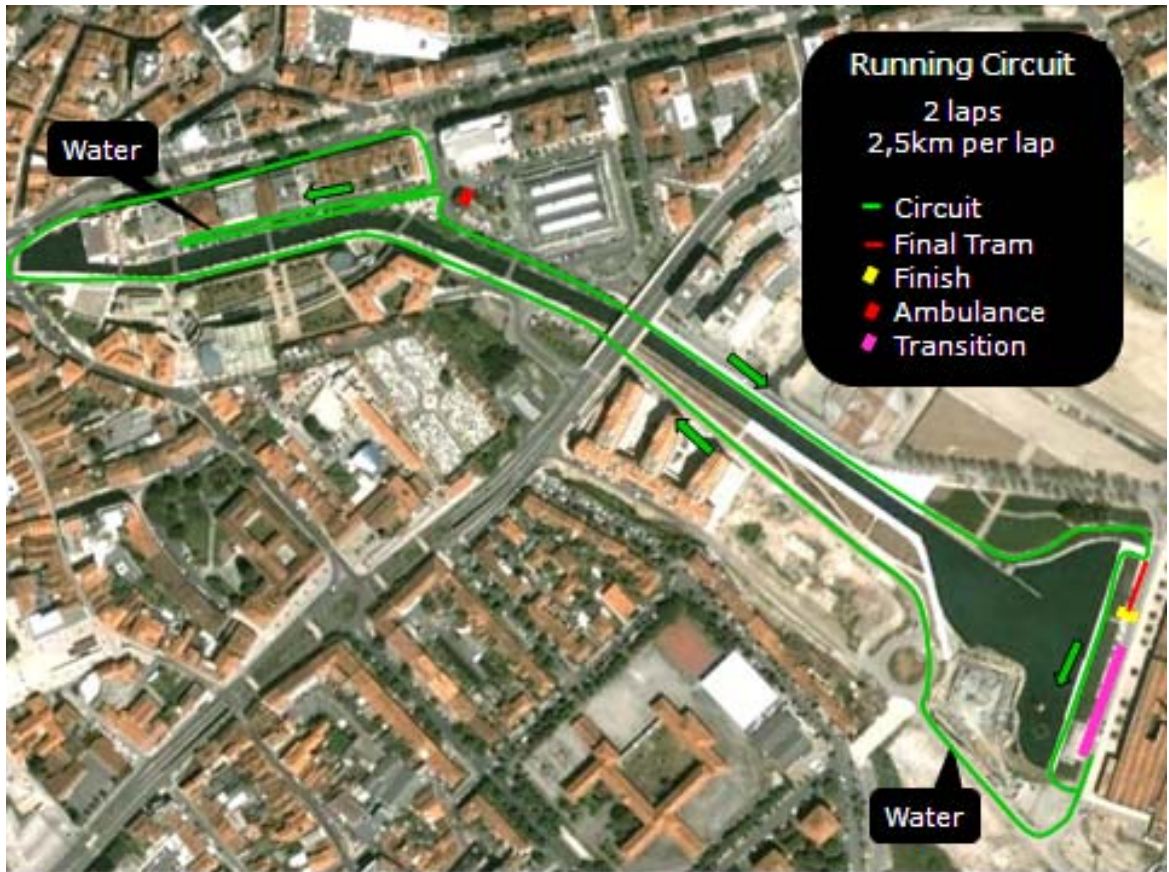 Running Circuit
2 laps
2,5km per lap
Circuit
Final Tram
Finish
Ambulance
Transition
Water
Water